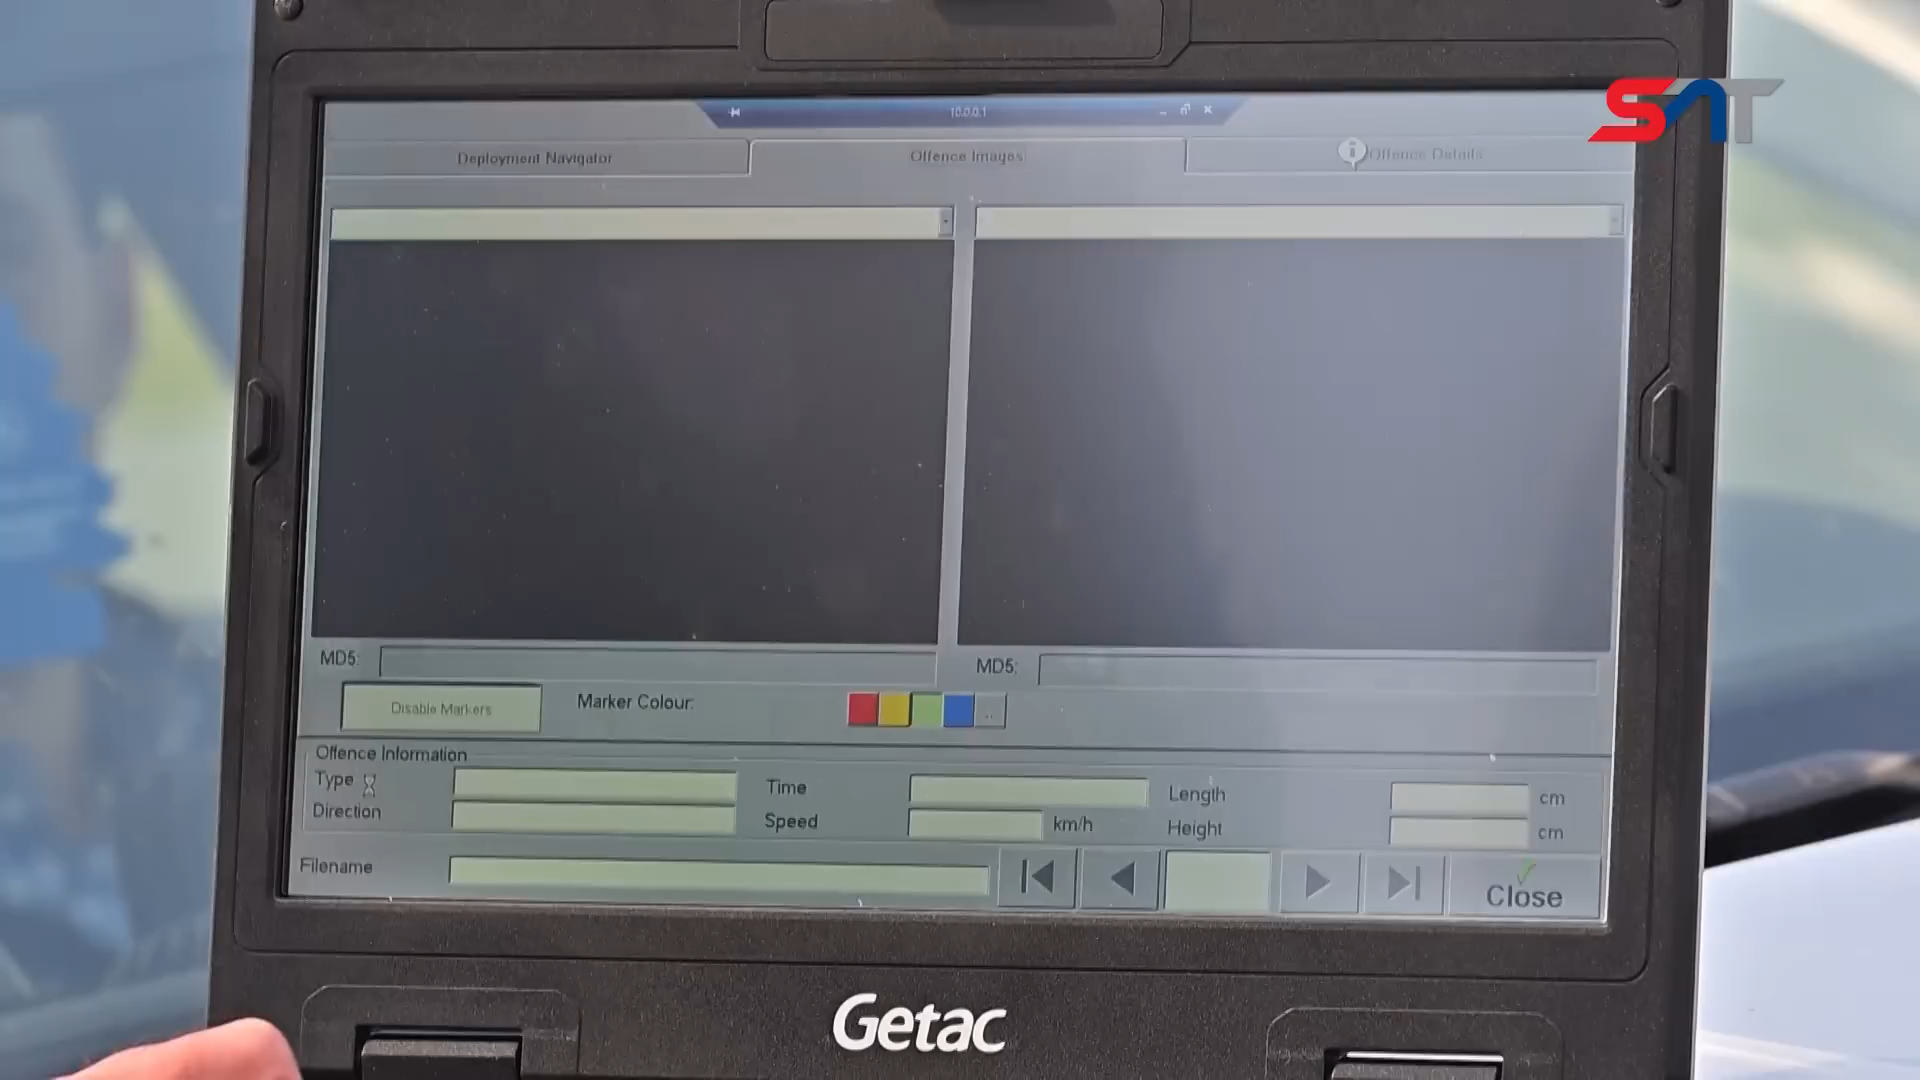 SNT
10.0.0.1
Deployment Navigator
Offence Images
Offence Details
MD5:
MD5:
Disable Markers
Marker Colour:
..
Offence Information
Type
Time
Length
cm
Direction
Speed
km/h
Height
cm
Filename
Close
Getac